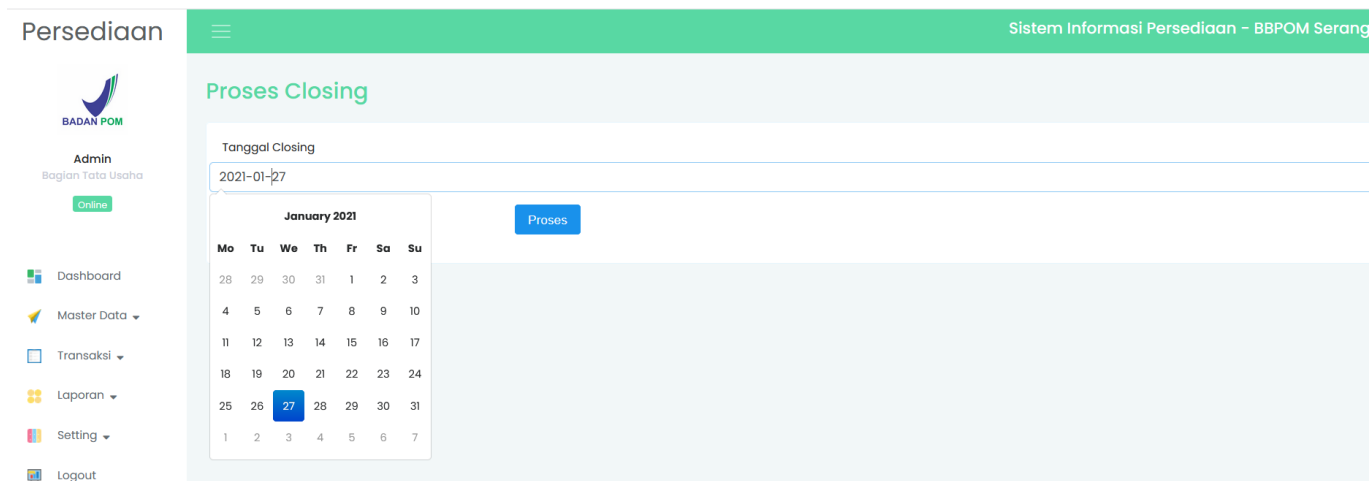 Persediaan
Sistem Informasi Persediaan - BBPOM Serang
BADAN POM
Admin
Bagian Tata Usaha
Online
Dashboard
Master Data
Transaksi
Laporan
Setting
Logout
Proses Closing
Tanggal Closing
2021-01-27
January 2021
Mo Tu We Th Fr Sa Su
28 29 30 31 1 2 3
4 5 6 7 8 9 10
11 12 13 14 15 16 17
18 19 20 21 22 23 24
25 26 27 28 29 30 31
1 2 3 4 5 6 7
Proses